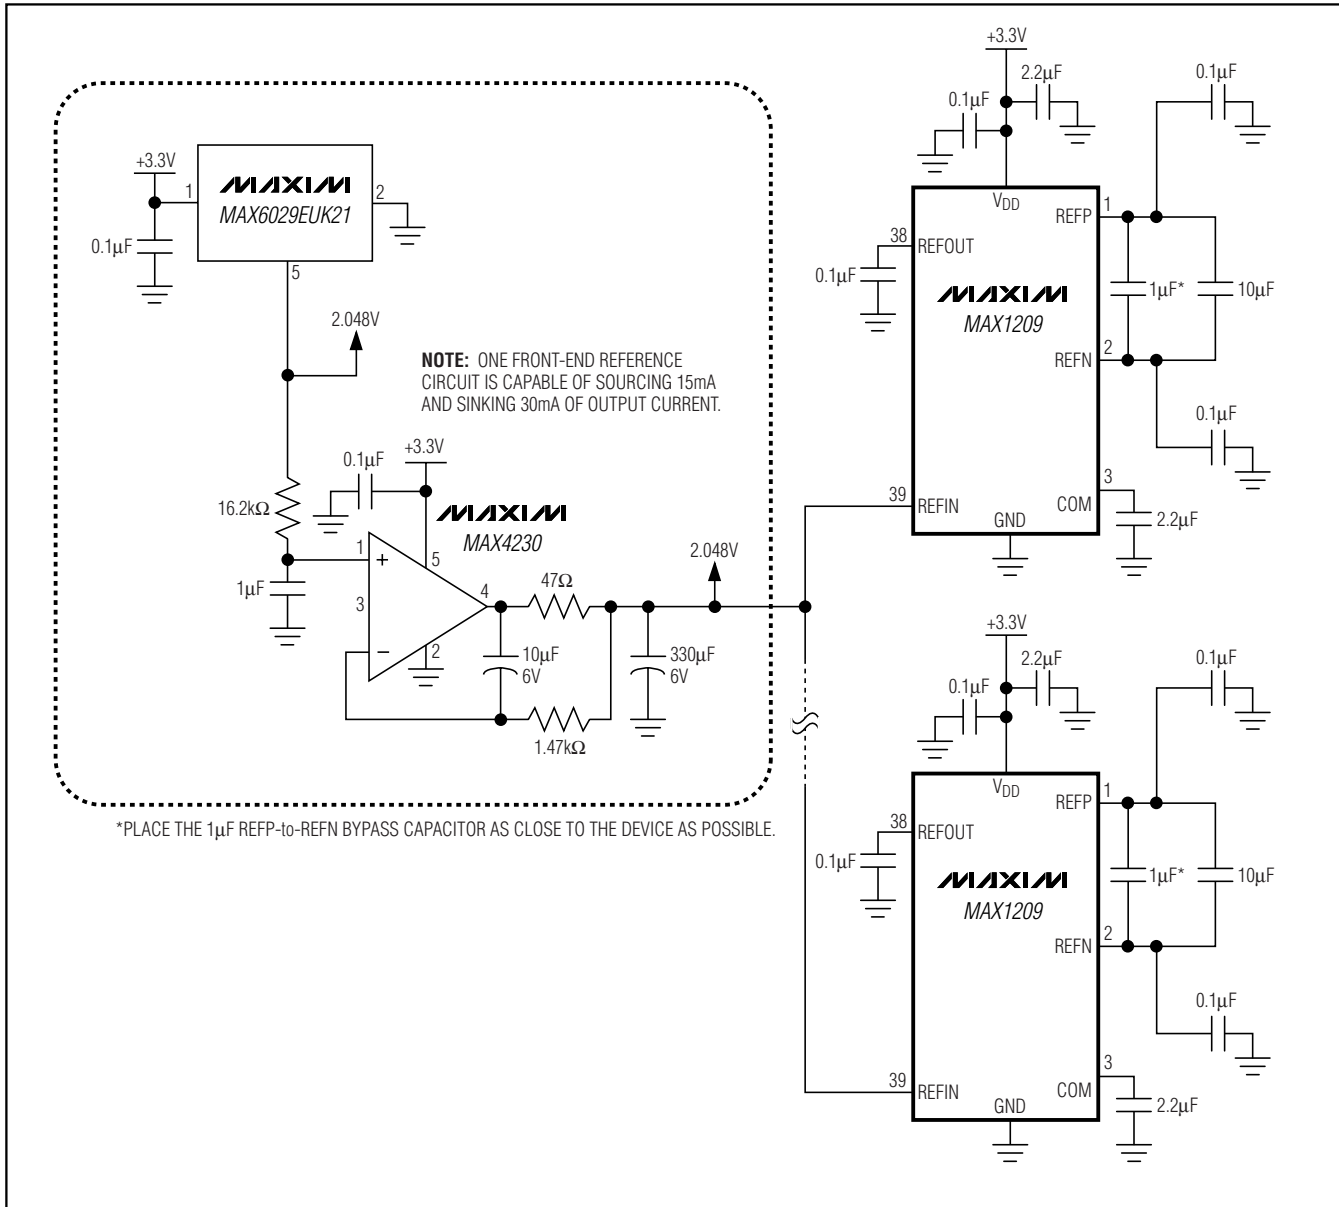 +3.3V
1
MAXIM
MAX6029EUK21
2
0.1µF
5
2.048V
NOTE: ONE FRONT-END REFERENCE
CIRCUIT IS CAPABLE OF SOURCING 15mA
AND SINKING 30mA OF OUTPUT CURRENT.
16.2kΩ
1µF
0.1µF
+3.3V
MAXIM
MAX4230
1
+
5
3
4
−
2
47Ω
10µF
6V
1.47kΩ
330µF
6V
2.048V
*PLACE THE 1µF REFP-to-REFN BYPASS CAPACITOR AS CLOSE TO THE DEVICE AS POSSIBLE.
+3.3V
2.2µF
0.1µF
0.1µF
VDD
REFP
1
38
REFOUT
0.1µF
MAXIM
MAX1209
1µF*
10µF
REFN
2
0.1µF
3
39
REFIN
COM
GND
2.2µF
+3.3V
2.2µF
0.1µF
0.1µF
VDD
REFP
1
38
REFOUT
0.1µF
MAXIM
MAX1209
1µF*
10µF
REFN
2
0.1µF
3
39
REFIN
COM
GND
2.2µF